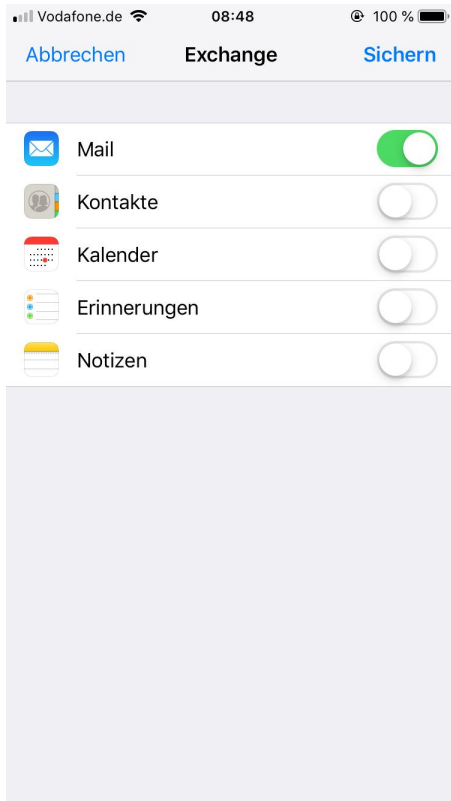 Vodafone.de 08:48 100 %
Abbrechen Exchange Sichern
Mail
Kontakte
Kalender
Erinnerungen
Notizen